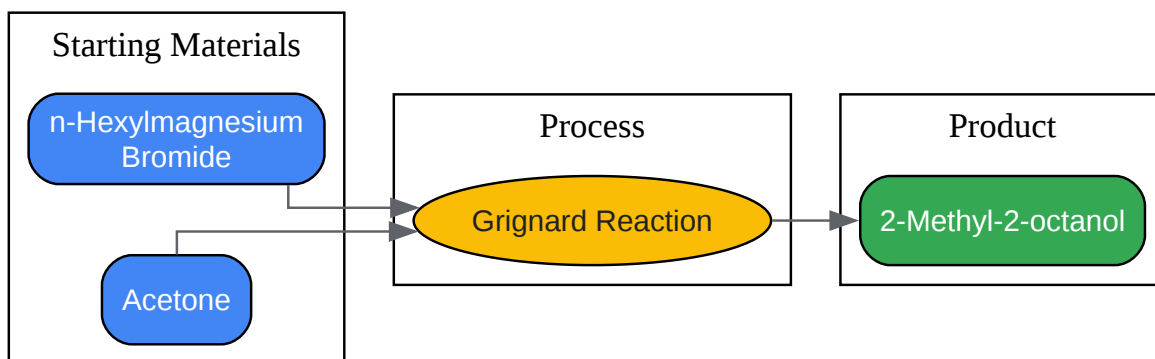 Starting Materials
n-Hexylmagnesium
Bromide
Acetone
Process
Grignard Reaction
Product
2-Methyl-2-octanol